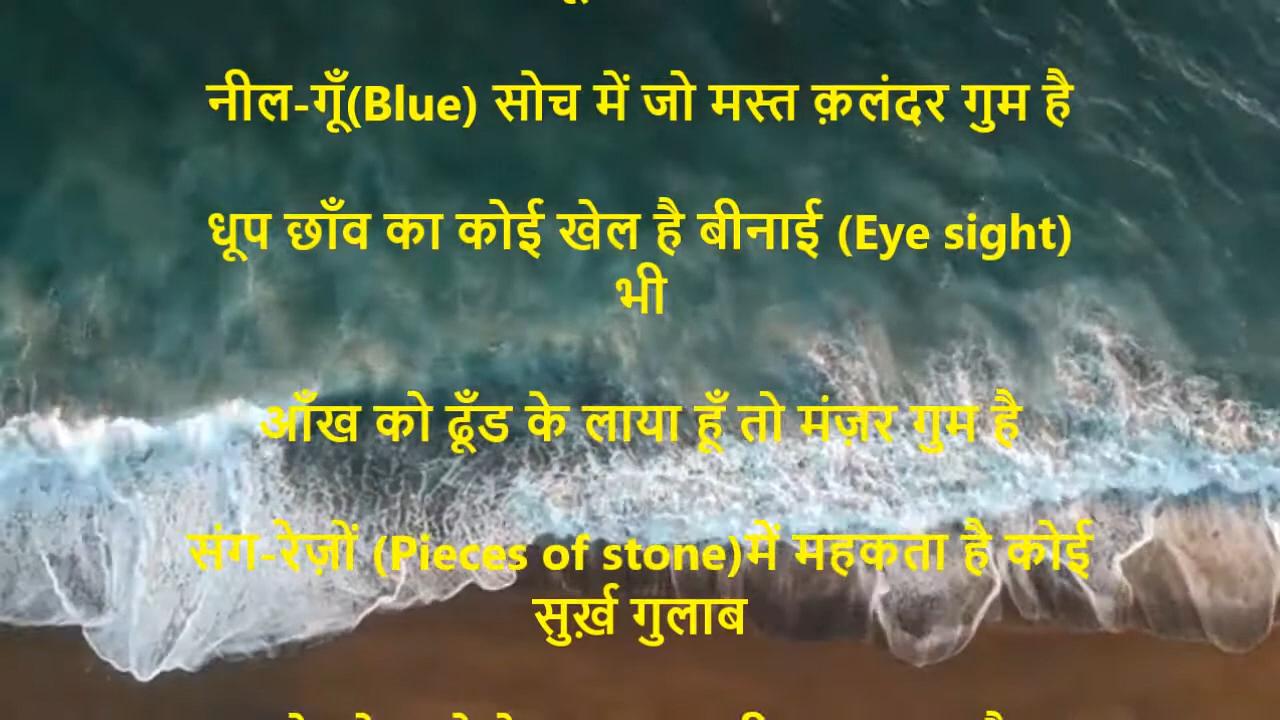 नील-गूँ(Blue) सोच में जो मस्त क़लंदर गुम है
धूप छाँव का कोई खेल है बीनाई (Eye sight)
भी
आँख को ढूँड के लाया हूँ तो मंज़र गुम है
संग-रेज़ों (Pieces of stone)में महकता है कोई
सुर्ख़ गुलाब